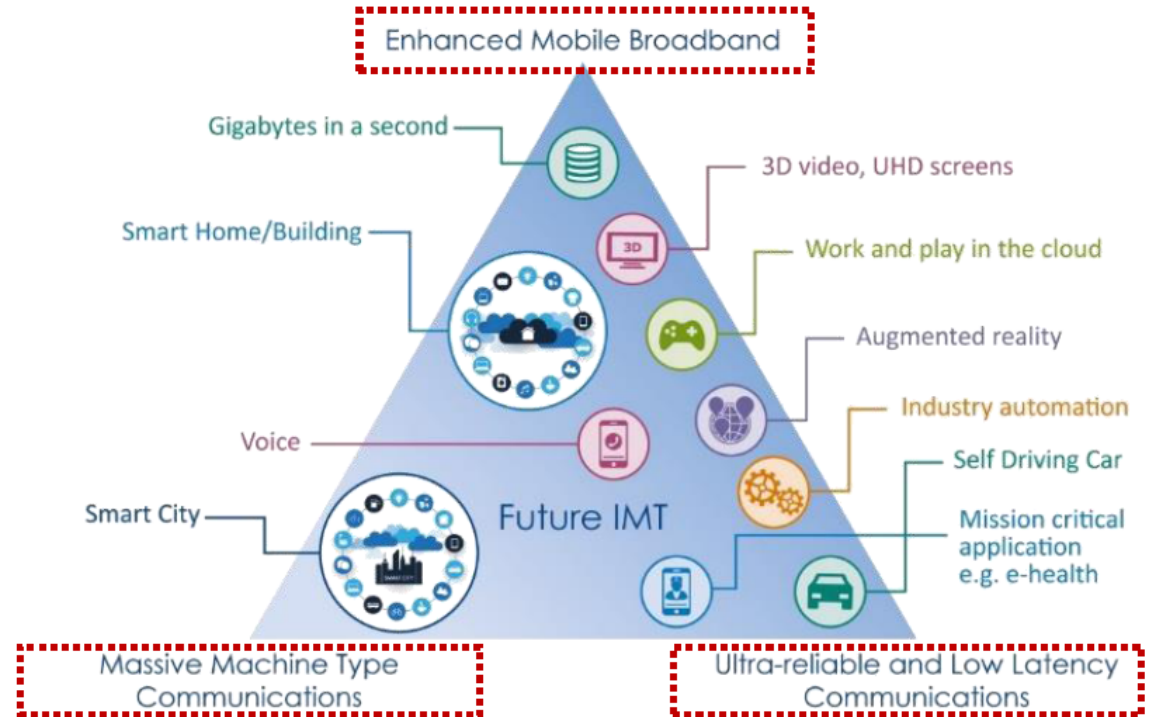 Enhanced Mobile Broadband
Gigabytes in a second
3D video, UHD screens
3D
Smart Home/Building
Work and play in the cloud
Augmented reality
Industry automation
Voice
Self Driving Car
Smart City
Future IMT
Mission critical
application
e.g. e-health
SMART CITY
Massive Machine Type
Communications
Ultra-reliable and Low Latency
Communications